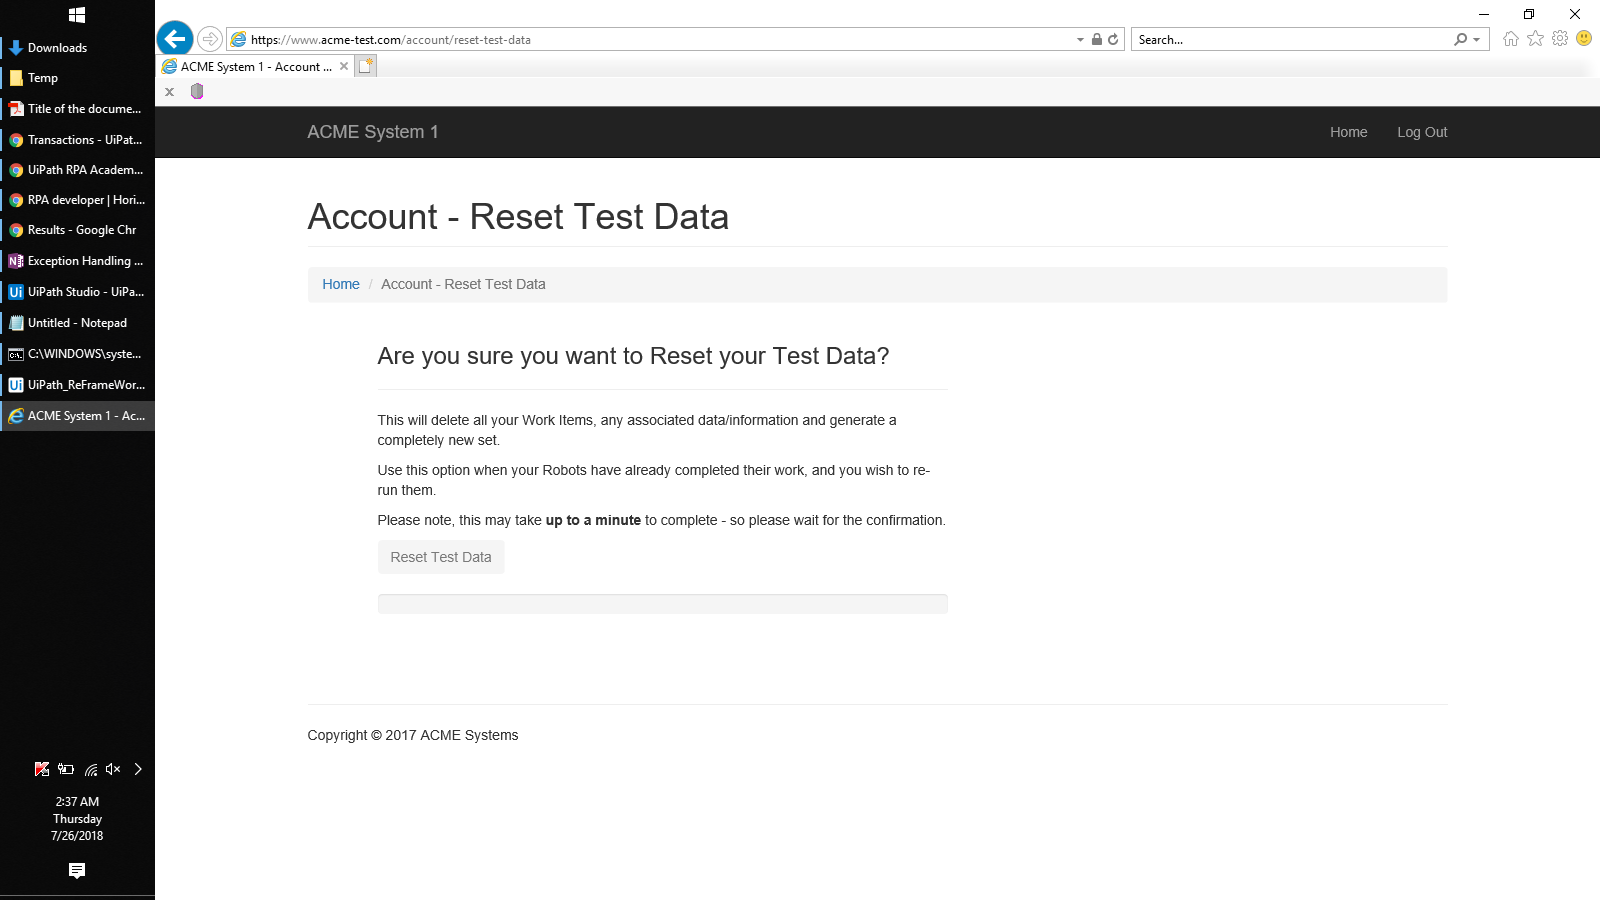 Downloads
Temp
Title of the docume...
Transactions - UiPat...
UiPath RPA Academ...
RPA developer | Hori...
Results - Google Chr
Exception Handling ...
UiPath Studio - UiPa...
Untitled - Notepad
C:\WINDOWS\syste...
UiPath_ReFrameWor...
ACME System 1 - Ac...
2:37 AM
Thursday
7/26/2018
https://www.acme-test.com/account/reset-test-data
Search...
ACME System 1 - Account ...
x
ACME System 1
Home
Log Out
Account - Reset Test Data
Home / Account - Reset Test Data
Are you sure you want to Reset your Test Data?
This will delete all your Work Items, any associated data/information and generate a
completely new set.
Use this option when your Robots have already completed their work, and you wish to re-
run them.
Please note, this may take up to a minute to complete - so please wait for the confirmation.
Reset Test Data
Copyright © 2017 ACME Systems